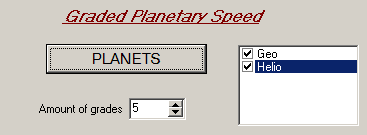 Graded Planetary Speed
PLANETS
Geo
Helio
Amount of grades 5